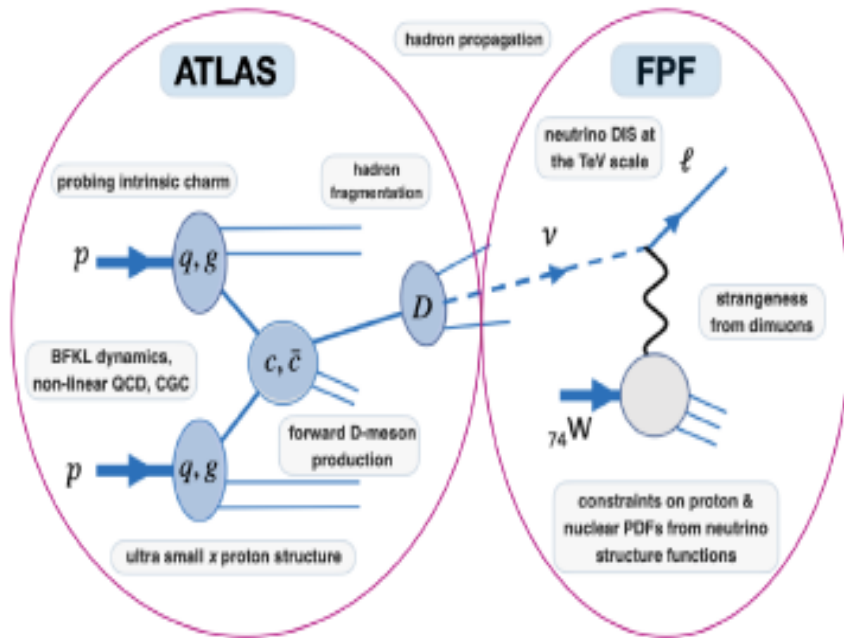 hadron propagation
ATLAS
FPF
neutrino DIS at
the TeV scale
ℓ
probing intrinsic charm
hadron
fragmentation
p
q, g
ν
D
strangeness
from dimuons
BFKL dynamics,
non-linear QCD, CGC
c, c̄
₇₄W
forward D-meson
production
p
q, g
constraints on proton &
nuclear PDFs from neutrino
structure functions
ultra small x proton structure